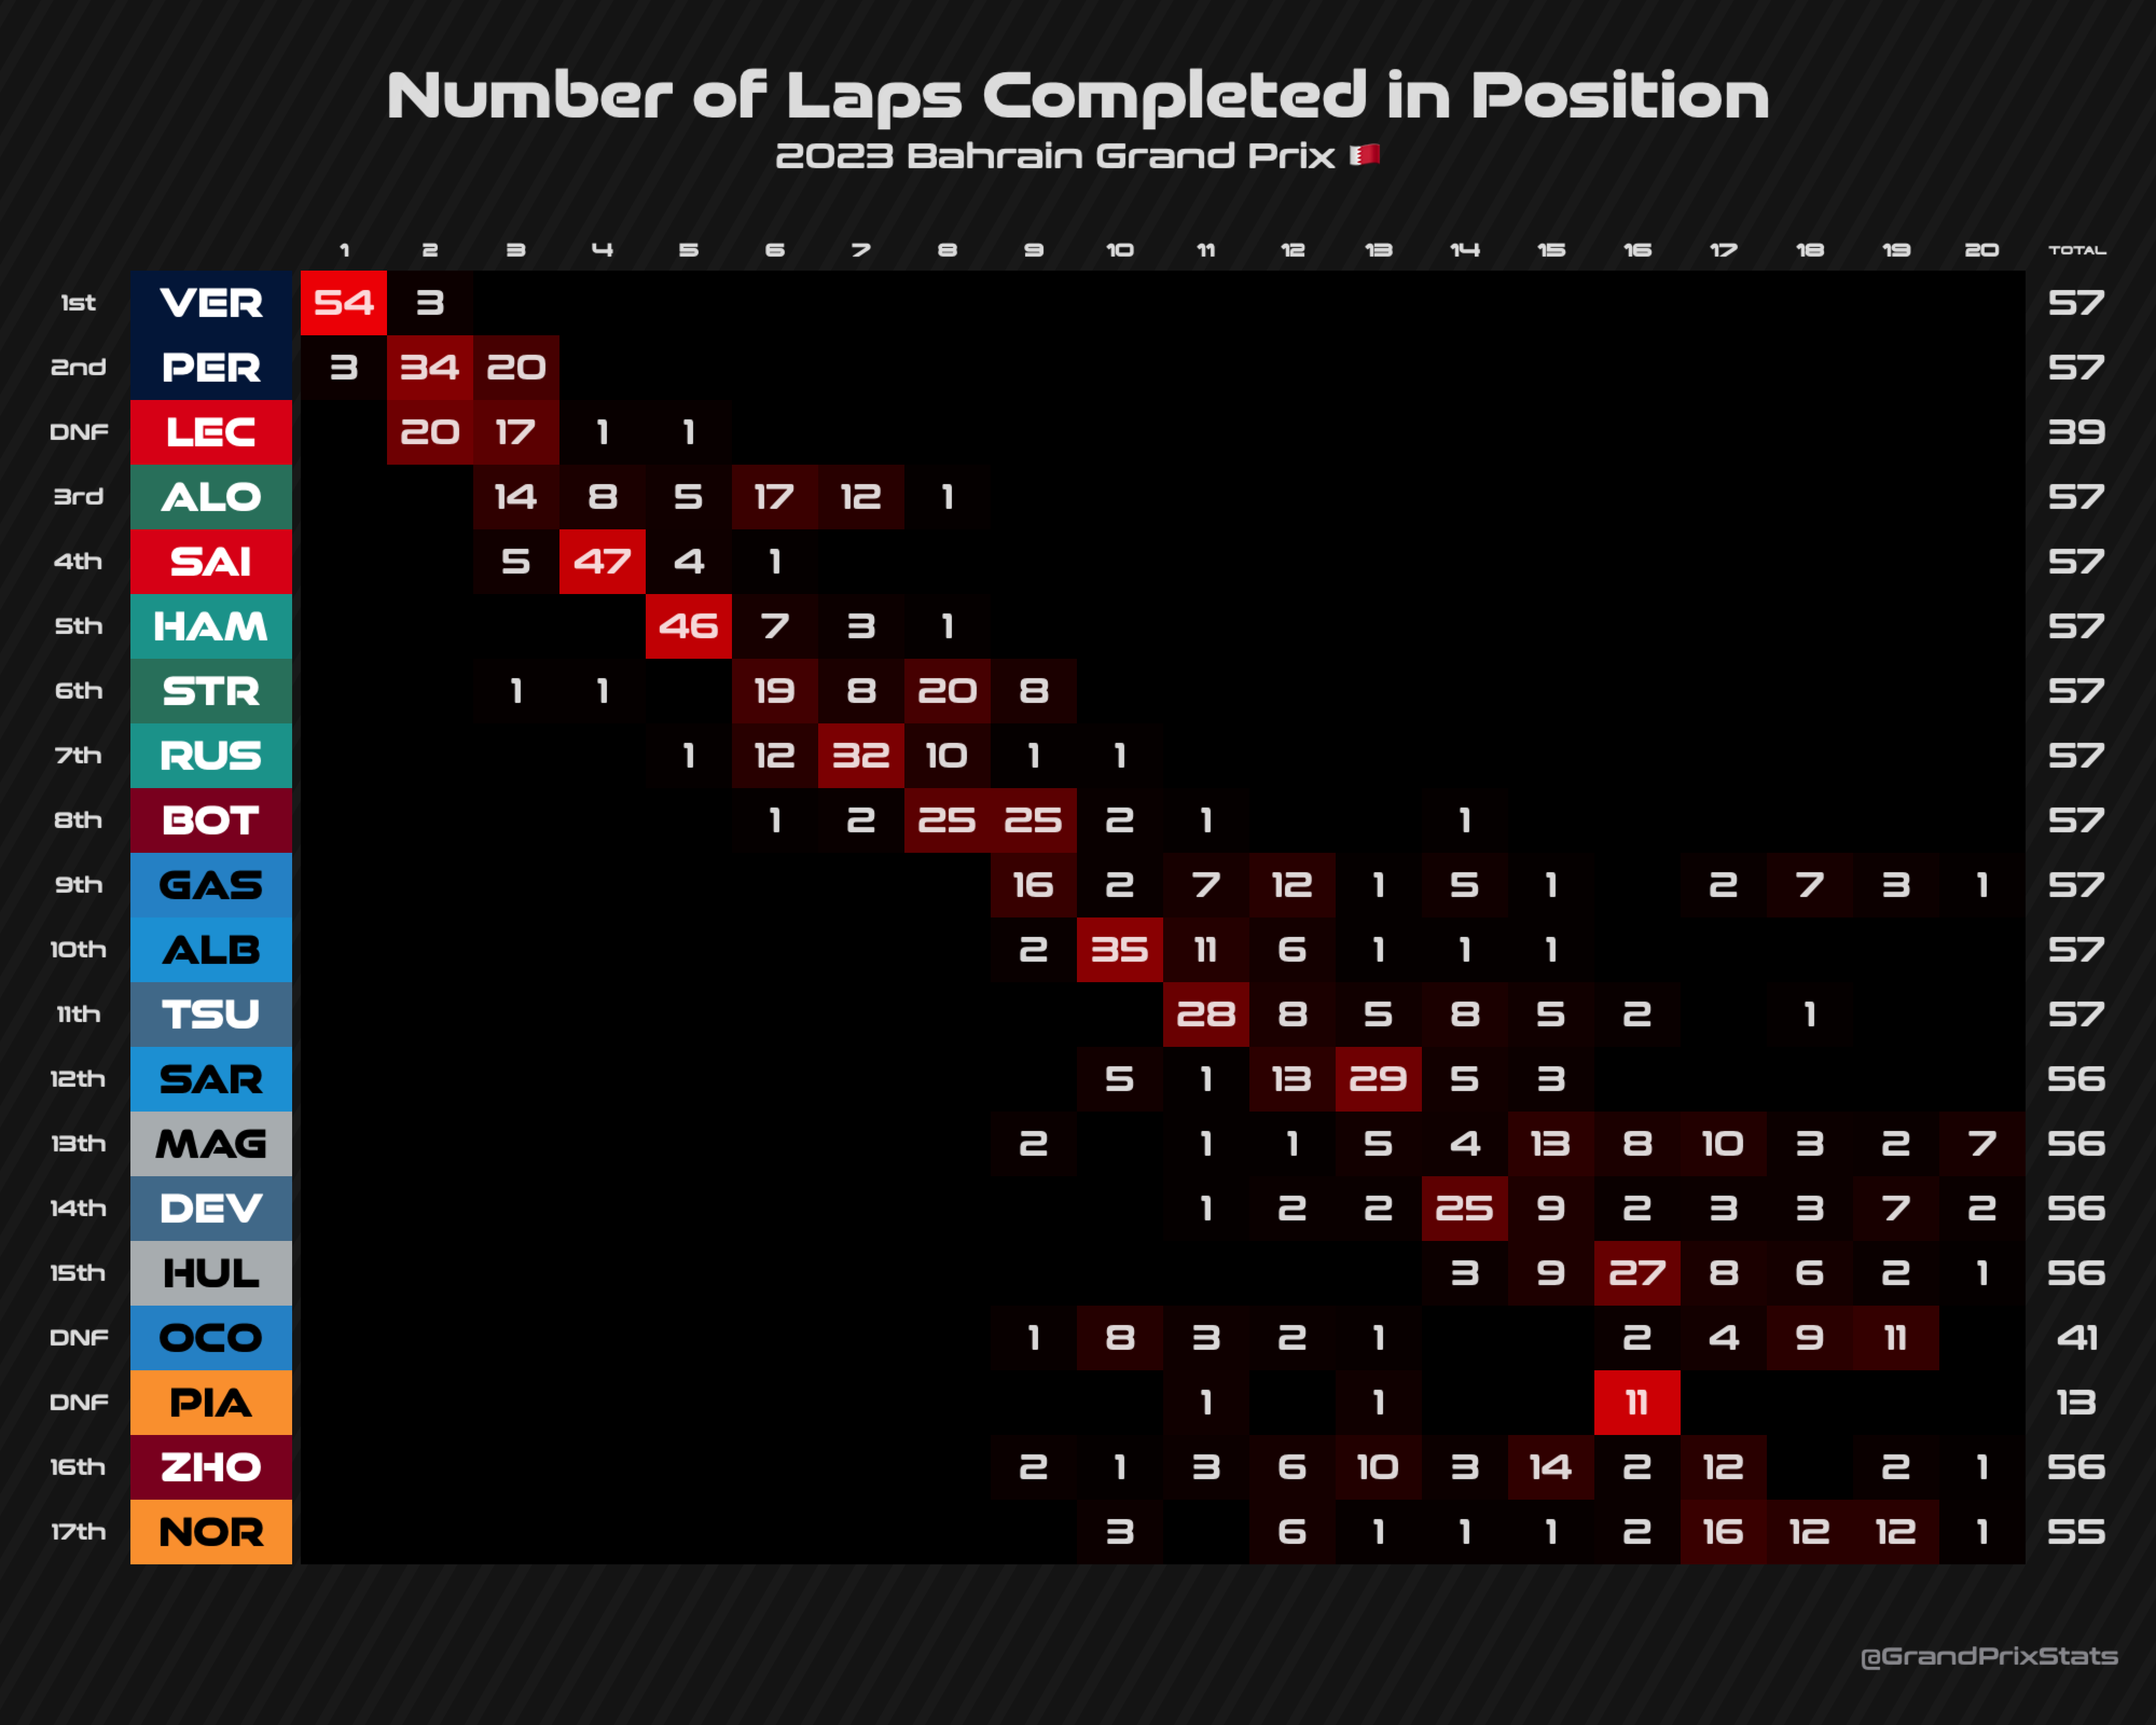 Number of Laps Completed in Position
2023 Bahrain Grand Prix
1 2 3 4 5 6 7 8 9 10 11 12 13 14 15 16 17 18 19 20 TOTAL
1st VER 54 3 57
2nd PER 3 34 20 57
DNF LEC 20 17 1 1 39
3rd ALO 14 8 5 17 12 1 57
4th SAI 5 47 4 1 57
5th HAM 46 7 3 1 57
6th STR 1 1 19 8 20 8 57
7th RUS 1 12 32 10 1 1 57
8th BOT 1 2 25 25 2 1 1 57
9th GAS 16 2 7 12 1 5 1 2 7 3 1 57
10th ALB 2 35 11 6 1 1 1 57
11th TSU 28 8 5 8 5 2 1 57
12th SAR 5 1 13 29 5 3 56
13th MAG 2 1 1 5 4 13 8 10 3 2 7 56
14th DEV 1 2 2 25 9 2 3 3 7 2 56
15th HUL 3 9 27 8 6 2 1 56
DNF OCO 1 8 3 2 1 2 4 9 11 41
DNF PIA 1 1 11 13
16th ZHO 2 1 3 6 10 3 14 2 12 2 1 56
17th NOR 3 6 1 1 1 2 16 12 12 1 55
@GrandPrixStats